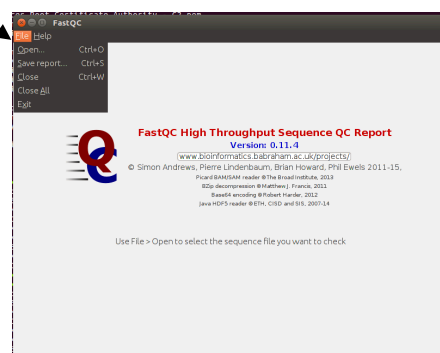 FastQC
File Help
Open... Ctrl+O
Save report... Ctrl+S
Close Ctrl+W
Close All
Exit
FastQC High Throughput Sequence QC Report
Version: 0.11.4
www.bioinformatics.babraham.ac.uk/projects/
© Simon Andrews, Pierre Lindenbaum, Brian Howard, Phil Ewels 2011-15,
Picard BAM/SAM reader ©The Broad Institute, 2013
BZip decompression ©Matthew J. Francis, 2011
Base64 encoding ©Robert Harder, 2012
Java HDF5 reader ©ETH, CISD and SIS, 2007-14
Use File > Open to select the sequence file you want to check